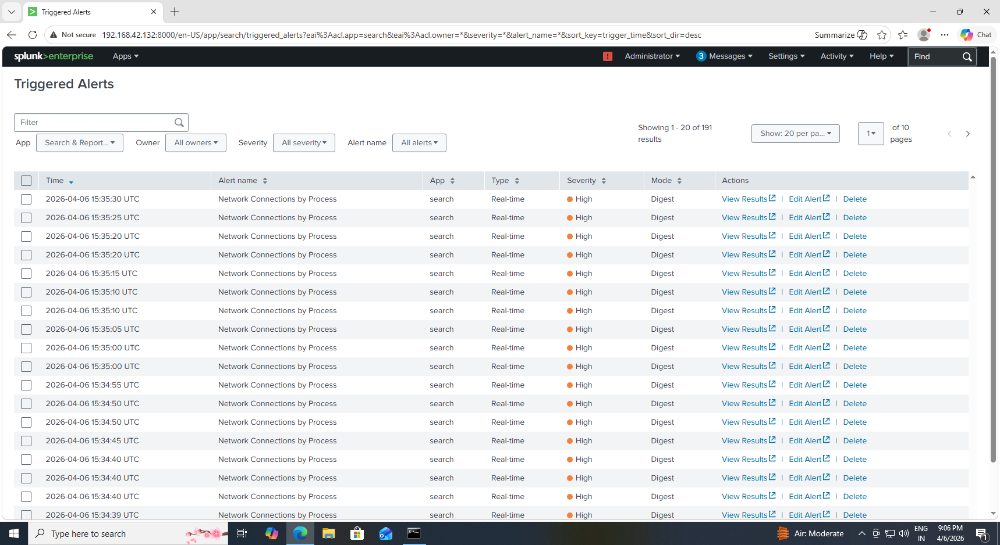 Triggered Alerts
Not secure 192.168.42.132:8000/en-US/app/search/triggered_alerts?eai%3Aacl.app=search&eai%3Aacl.owner=*&severity=*&alert_name=*&sort_key=trigger_time&sort_dir=desc Summarize Chat
splunk>enterprise Apps ! Administrator 3 Messages Settings Activity Help Find
Triggered Alerts
Filter
Showing 1 - 20 of 191 results
Show: 20 per pa... 1 of 10 pages
App Search & Report... Owner All owners Severity All severity Alert name All alerts
Time Alert name App Type Severity Mode Actions
2026-04-06 15:35:30 UTC Network Connections by Process search Real-time High Digest View Results | Edit Alert | Delete
2026-04-06 15:35:25 UTC Network Connections by Process search Real-time High Digest View Results | Edit Alert | Delete
2026-04-06 15:35:20 UTC Network Connections by Process search Real-time High Digest View Results | Edit Alert | Delete
2026-04-06 15:35:20 UTC Network Connections by Process search Real-time High Digest View Results | Edit Alert | Delete
2026-04-06 15:35:15 UTC Network Connections by Process search Real-time High Digest View Results | Edit Alert | Delete
2026-04-06 15:35:10 UTC Network Connections by Process search Real-time High Digest View Results | Edit Alert | Delete
2026-04-06 15:35:10 UTC Network Connections by Process search Real-time High Digest View Results | Edit Alert | Delete
2026-04-06 15:35:05 UTC Network Connections by Process search Real-time High Digest View Results | Edit Alert | Delete
2026-04-06 15:35:00 UTC Network Connections by Process search Real-time High Digest View Results | Edit Alert | Delete
2026-04-06 15:35:00 UTC Network Connections by Process search Real-time High Digest View Results | Edit Alert | Delete
2026-04-06 15:34:55 UTC Network Connections by Process search Real-time High Digest View Results | Edit Alert | Delete
2026-04-06 15:34:50 UTC Network Connections by Process search Real-time High Digest View Results | Edit Alert | Delete
2026-04-06 15:34:50 UTC Network Connections by Process search Real-time High Digest View Results | Edit Alert | Delete
2026-04-06 15:34:45 UTC Network Connections by Process search Real-time High Digest View Results | Edit Alert | Delete
2026-04-06 15:34:40 UTC Network Connections by Process search Real-time High Digest View Results | Edit Alert | Delete
2026-04-06 15:34:40 UTC Network Connections by Process search Real-time High Digest View Results | Edit Alert | Delete
2026-04-06 15:34:40 UTC Network Connections by Process search Real-time High Digest View Results | Edit Alert | Delete
2026-04-06 15:34:39 UTC Network Connections by Process search Real-time High Digest View Results | Edit Alert | Delete
Type here to search Air: Moderate ENG IN 9:06 PM 4/6/2026 1